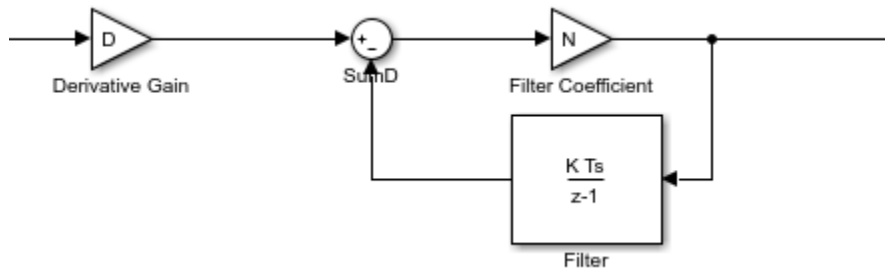 D
+
-
N
Derivative Gain
SumD
Filter Coefficient
K Ts
z-1
Filter